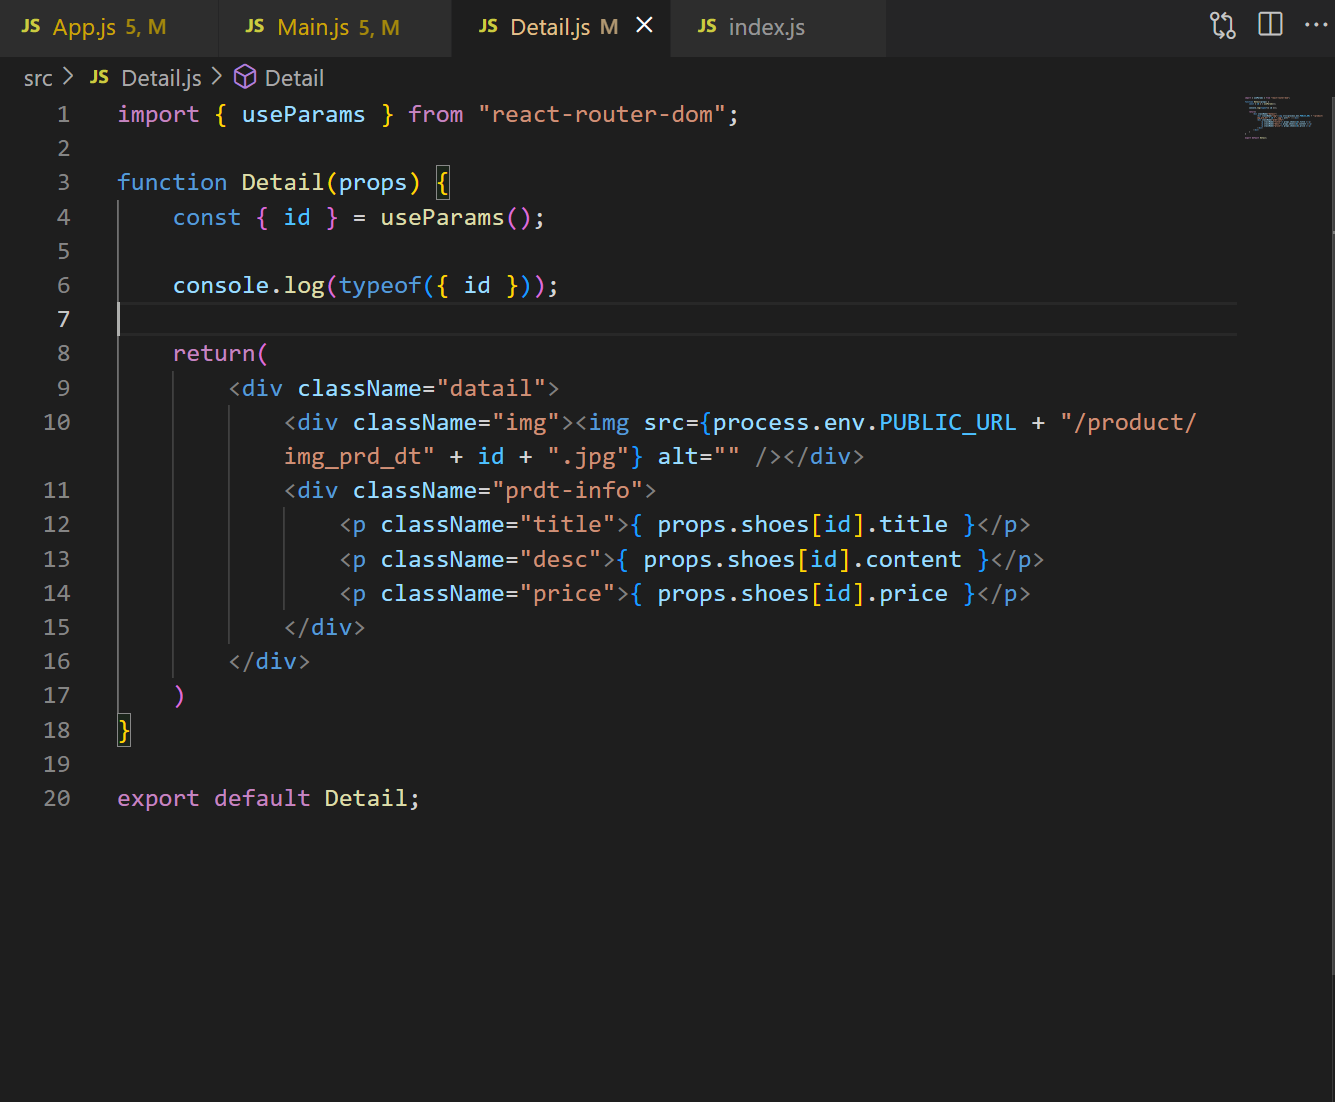 JS App.js 5, M JS Main.js 5, M JS Detail.js M JS index.js
src JS Detail.js Detail
1 import { useParams } from "react-router-dom";
2
3 function Detail(props) {
4 const { id } = useParams();
5
6 console.log(typeof({ id }));
7
8 return(
9 <div className="datail">
10 <div className="img"><img src={process.env.PUBLIC_URL + "/product/
img_prd_dt" + id + ".jpg"} alt="" /></div>
11 <div className="prdt-info">
12 <p className="title">{ props.shoes[id].title }</p>
13 <p className="desc">{ props.shoes[id].content }</p>
14 <p className="price">{ props.shoes[id].price }</p>
15 </div>
16 </div>
17 )
18 }
19
20 export default Detail;